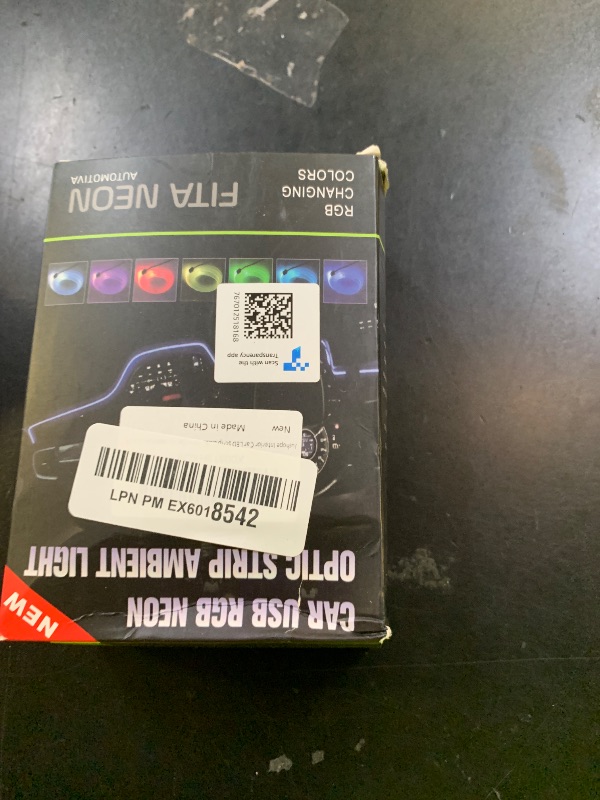 CAR USB RGB NEON
OPTIC STRIP AMBIENT LIGHT
NEW
LPN PM EX6018542
New
Made in China
Scan with the
Transparency app
RGB
CHANGING
COLORS
FITA NEON
AUTOMOTIVA